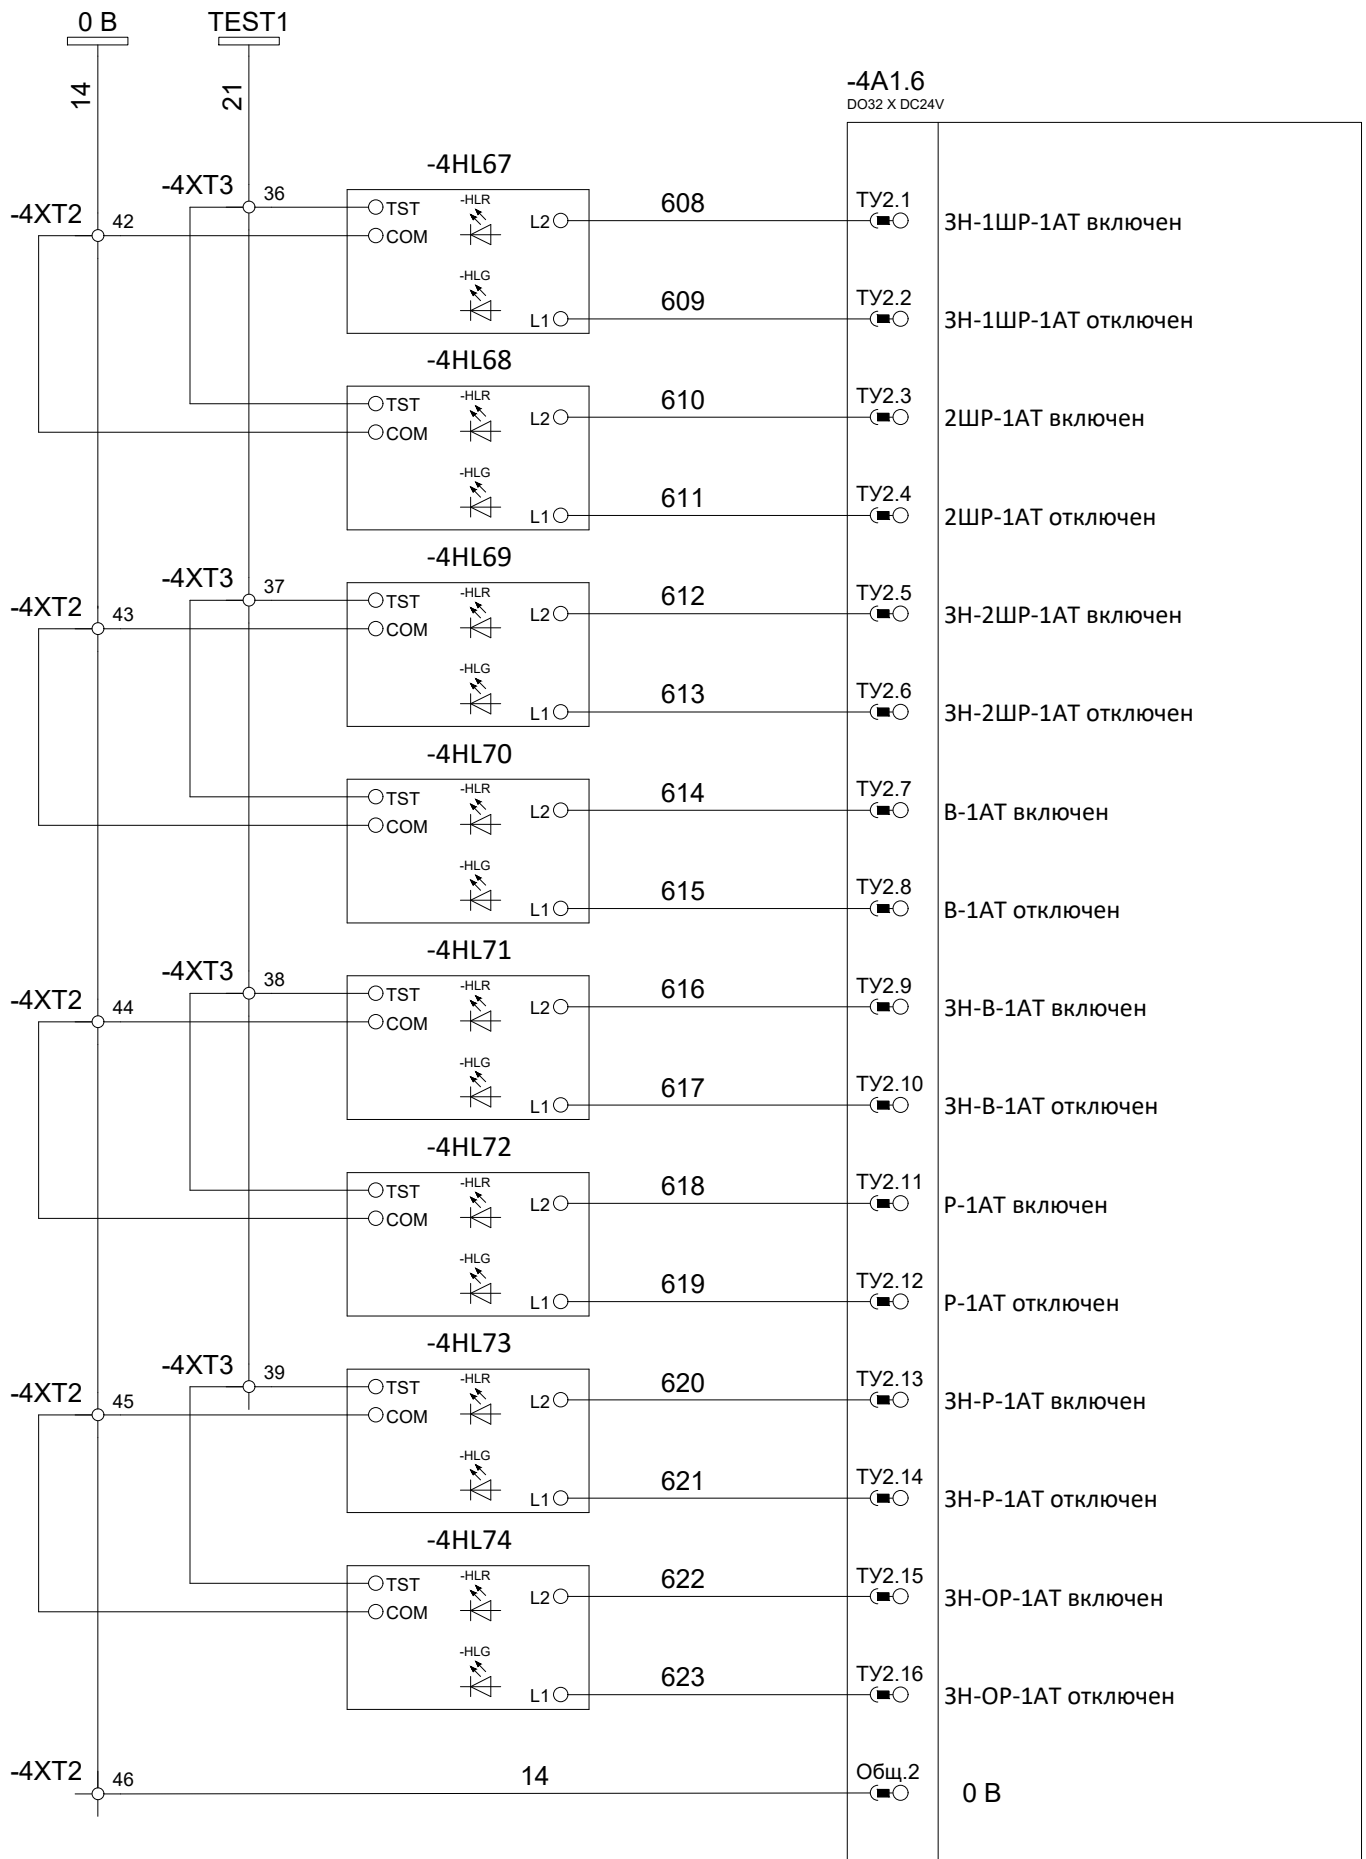 0 В
TEST1
14
21
-4A1.6
DO32 X DC24V
-4HL67
-4XT3
36
TST
-HLR
L2
608
ТУ2.1
ЗН-1ШР-1АТ включен
-4XT2
42
COM
-HLG
L1
609
ТУ2.2
ЗН-1ШР-1АТ отключен
-4HL68
TST
-HLR
L2
610
ТУ2.3
2ШР-1АТ включен
COM
-HLG
L1
611
ТУ2.4
2ШР-1АТ отключен
-4HL69
-4XT3
37
TST
-HLR
L2
612
ТУ2.5
ЗН-2ШР-1АТ включен
-4XT2
43
COM
-HLG
L1
613
ТУ2.6
ЗН-2ШР-1АТ отключен
-4HL70
TST
-HLR
L2
614
ТУ2.7
В-1АТ включен
COM
-HLG
L1
615
ТУ2.8
В-1АТ отключен
-4HL71
-4XT3
38
TST
-HLR
L2
616
ТУ2.9
ЗН-В-1АТ включен
-4XT2
44
COM
-HLG
L1
617
ТУ2.10
ЗН-В-1АТ отключен
-4HL72
TST
-HLR
L2
618
ТУ2.11
Р-1АТ включен
COM
-HLG
L1
619
ТУ2.12
Р-1АТ отключен
-4HL73
-4XT3
39
TST
-HLR
L2
620
ТУ2.13
ЗН-Р-1АТ включен
-4XT2
45
COM
-HLG
L1
621
ТУ2.14
ЗН-Р-1АТ отключен
-4HL74
TST
-HLR
L2
622
ТУ2.15
ЗН-ОР-1АТ включен
COM
-HLG
L1
623
ТУ2.16
ЗН-ОР-1АТ отключен
-4XT2
46
14
Общ.2
0 В